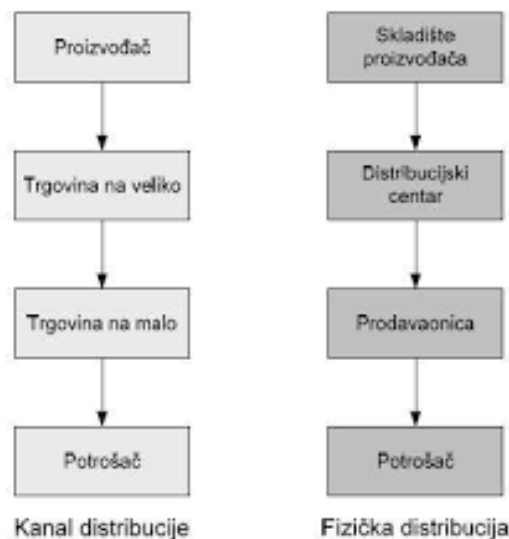 Proizvođač
Trgovina na veliko
Trgovina na malo
Potrošač
Kanal distribucije
Skladište
proizvođača
Distribucijski
centar
Prodavaonica
Potrošač
Fizička distribucija